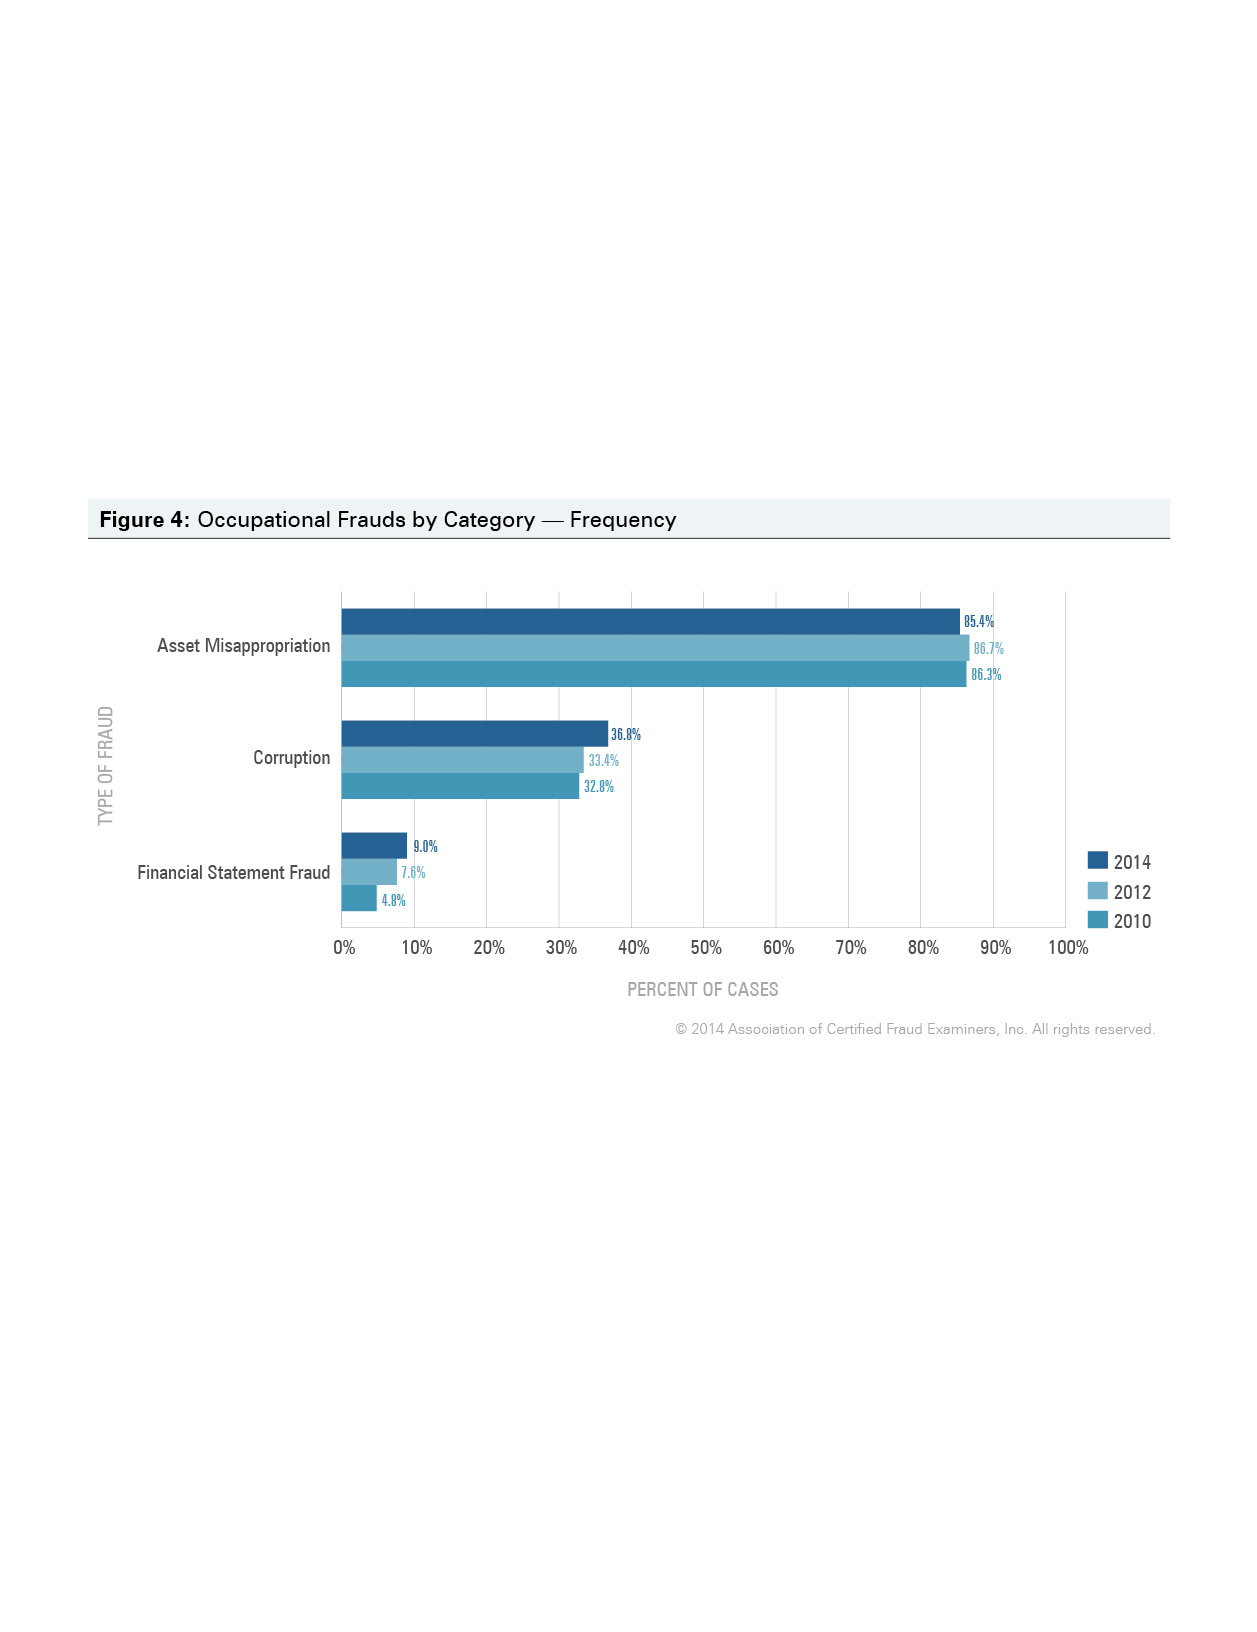 Figure 4: Occupational Frauds by Category — Frequency
TYPE OF FRAUD
Asset Misappropriation
85.4%
86.7%
86.3%
Corruption
36.8%
33.4%
32.8%
Financial Statement Fraud
9.0%
7.6%
4.8%
2014
2012
2010
0% 10% 20% 30% 40% 50% 60% 70% 80% 90% 100%
PERCENT OF CASES
© 2014 Association of Certified Fraud Examiners, Inc. All rights reserved.